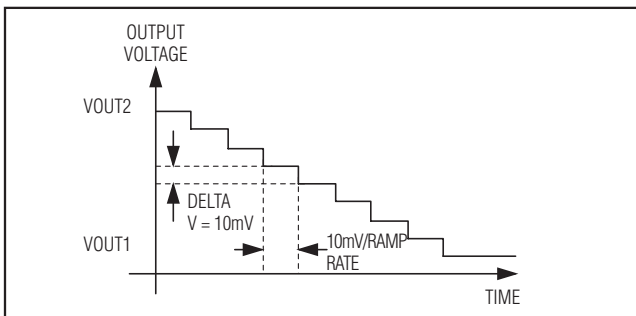 OUTPUT
VOLTAGE
VOUT2
DELTA
V = 10mV
VOUT1
10mV/RAMP
RATE
TIME